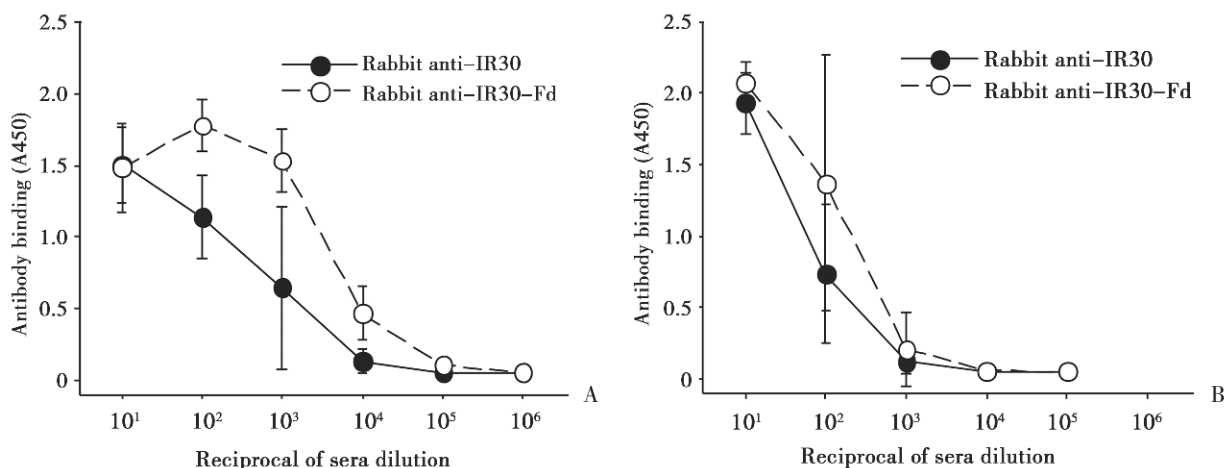 2.5
2.0
1.5
1.0
0.5
0
Antibody binding (A450)
Rabbit anti-IR30
Rabbit anti-IR30-Fd
10¹ 10² 10³ 10⁴ 10⁵ 10⁶
Reciprocal of sera dilution
A
2.5
2.0
1.5
1.0
0.5
0
Antibody binding (A450)
Rabbit anti-IR30
Rabbit anti-IR30-Fd
10¹ 10² 10³ 10⁴ 10⁵ 10⁶
Reciprocal of sera dilution
B